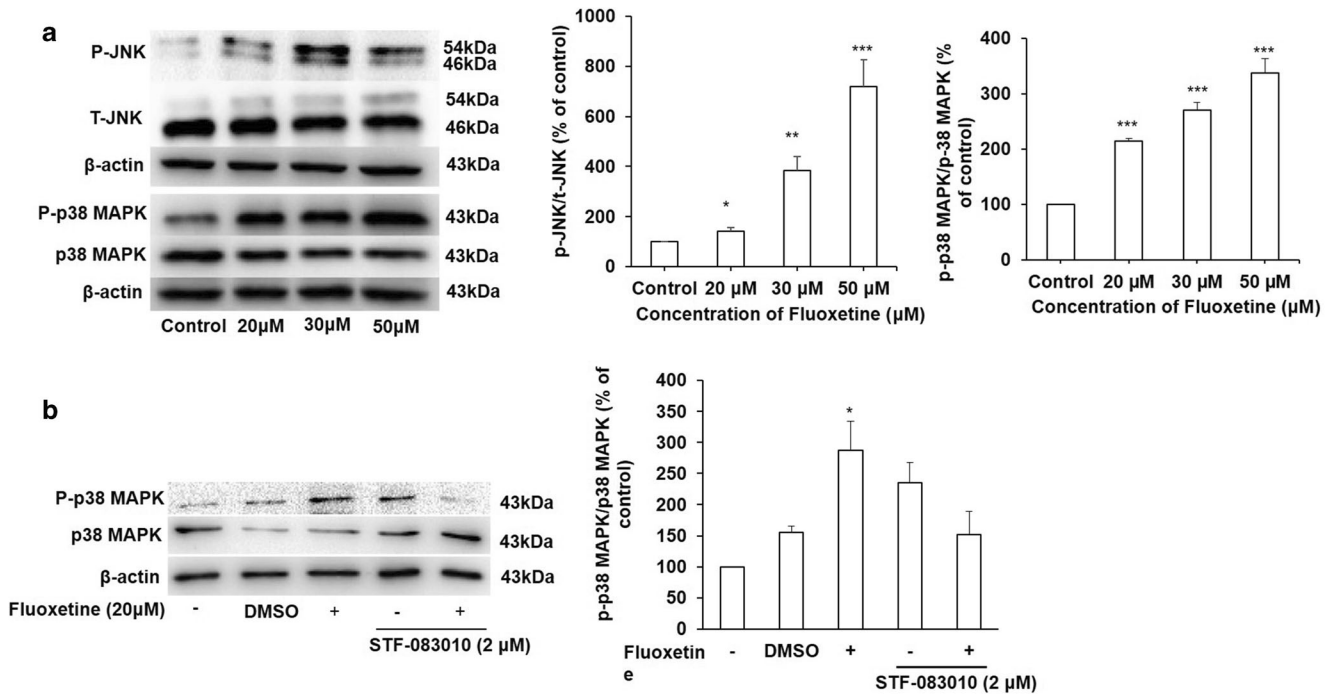 a
P-JNK
54kDa
46kDa
T-JNK
54kDa
46kDa
β-actin
43kDa
P-p38 MAPK
43kDa
p38 MAPK
43kDa
β-actin
43kDa
Control 20µM 30µM 50µM
p-JNK/t-JNK (% of control)
1000
800
600
400
200
0
*
**
***
Control 20 µM 30 µM 50 µM
Concentration of Fluoxetine (µM)
p-p38 MAPK/p-38 MAPK (%
of control)
400
300
200
100
0
***
***
***
Control 20 µM 30 µM 50 µM
Concentration of Fluoxetine (µM)
b
P-p38 MAPK
43kDa
p38 MAPK
43kDa
β-actin
43kDa
Fluoxetine (20µM) - DMSO + - +
STF-083010 (2 µM)
p-p38 MAPK/p38 MAPK (% of
control)
400
350
300
250
200
150
100
50
0
*
Fluoxetin - DMSO + - +
e
STF-083010 (2 µM)